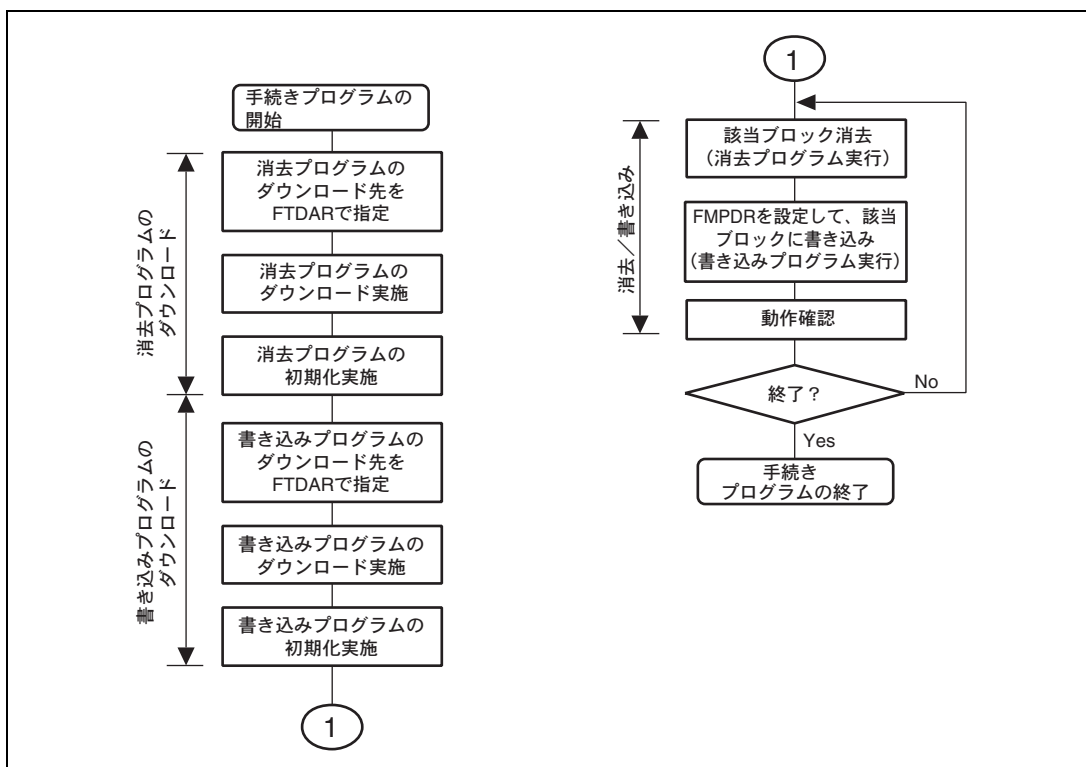 手続きプログラムの
開始
消去プログラムの
ダウンロード
消去プログラムの
ダウンロード先を
FTDARで指定
消去プログラムの
ダウンロード実施
消去プログラムの
初期化実施
書き込みプログラムの
ダウンロード
書き込みプログラムの
ダウンロード先を
FTDARで指定
書き込みプログラムの
ダウンロード実施
書き込みプログラムの
初期化実施
1
1
消去／書き込み
該当ブロック消去
（消去プログラム実行）
FMPDRを設定して、該当
ブロックに書き込み
（書き込みプログラム実行）
動作確認
終了？
No
Yes
手続き
プログラムの終了